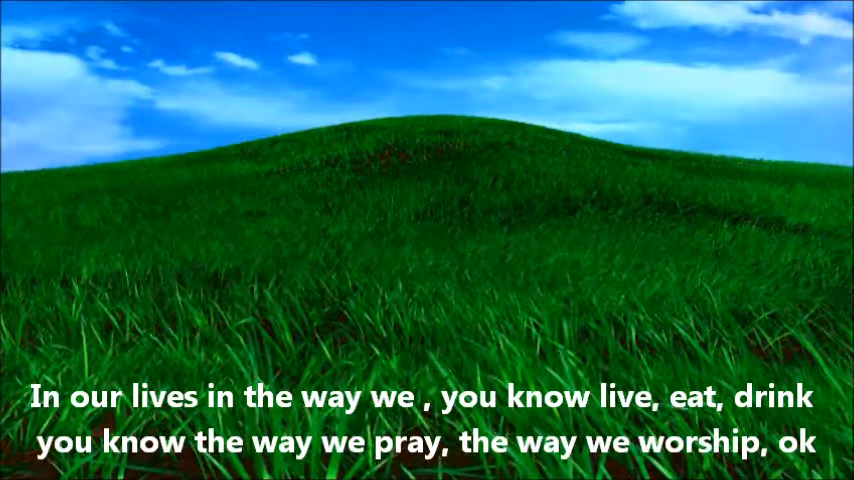 In our lives in the way we , you know live, eat, drink
you know the way we pray, the way we worship, ok